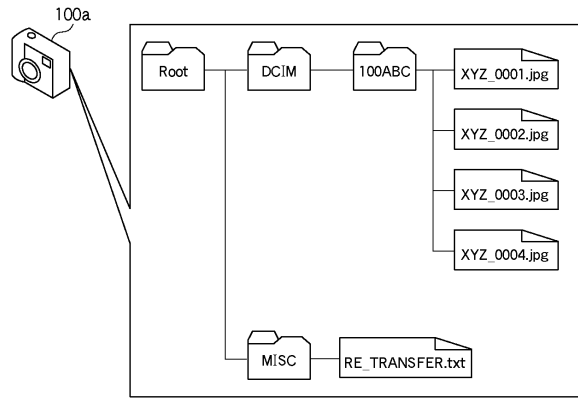 100a
Root
DCIM
100ABC
XYZ_0001.jpg
XYZ_0002.jpg
XYZ_0003.jpg
XYZ_0004.jpg
MISC
RE_TRANSFER.txt